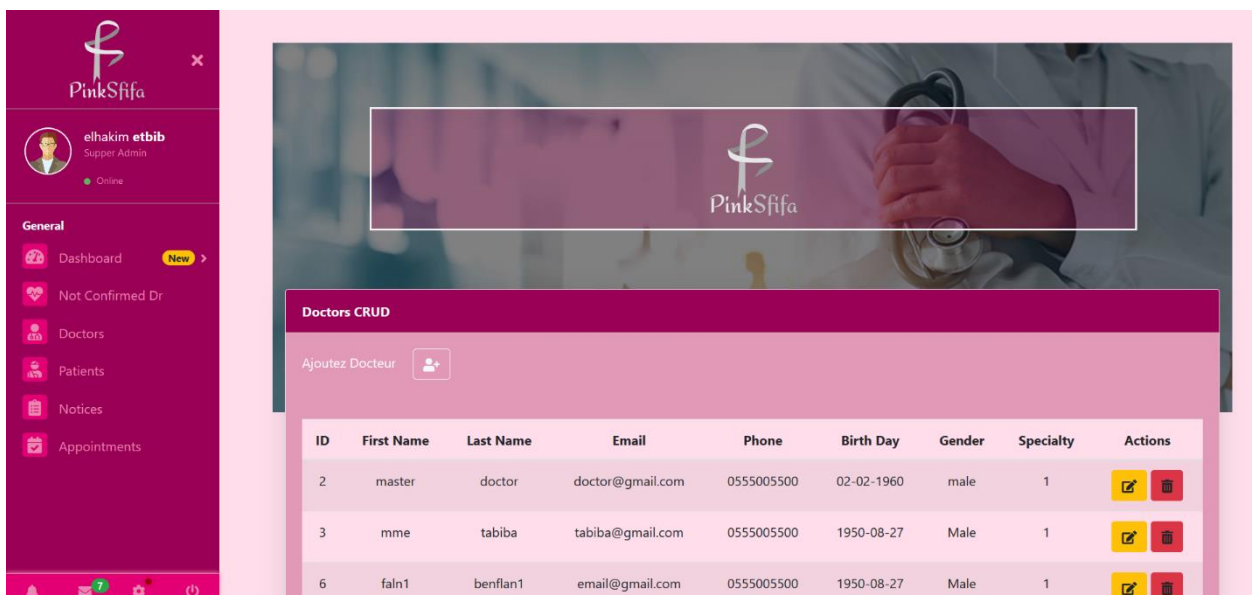 PinkSfifa
elhakim etbib
Supper Admin
Online
General
Dashboard New
Not Confirmed Dr
Doctors
Patients
Notices
Appointments
7
PinkSfifa
Doctors CRUD
Ajoutez Docteur
ID First Name Last Name Email Phone Birth Day Gender Specialty Actions
2 master doctor doctor@gmail.com 0555005500 02-02-1960 male 1
3 mme tabiba tabiba@gmail.com 0555005500 1950-08-27 Male 1
6 faln1 benflan1 email@gmail.com 0555005500 1950-08-27 Male 1